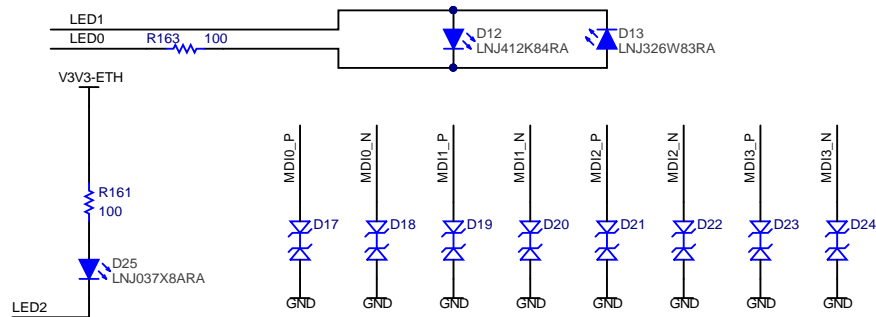 LED1
LED0
R163 100
D12
LNJ412K84RA
D13
LNJ326W83RA
V3V3-ETH
R161
100
D25
LNJ037X8ARA
LED2
MDI0_P
MDI0_N
MDI1_P
MDI1_N
MDI2_P
MDI2_N
MDI3_P
MDI3_N
D17
D18
D19
D20
D21
D22
D23
D24
GND
GND
GND
GND
GND
GND
GND
GND